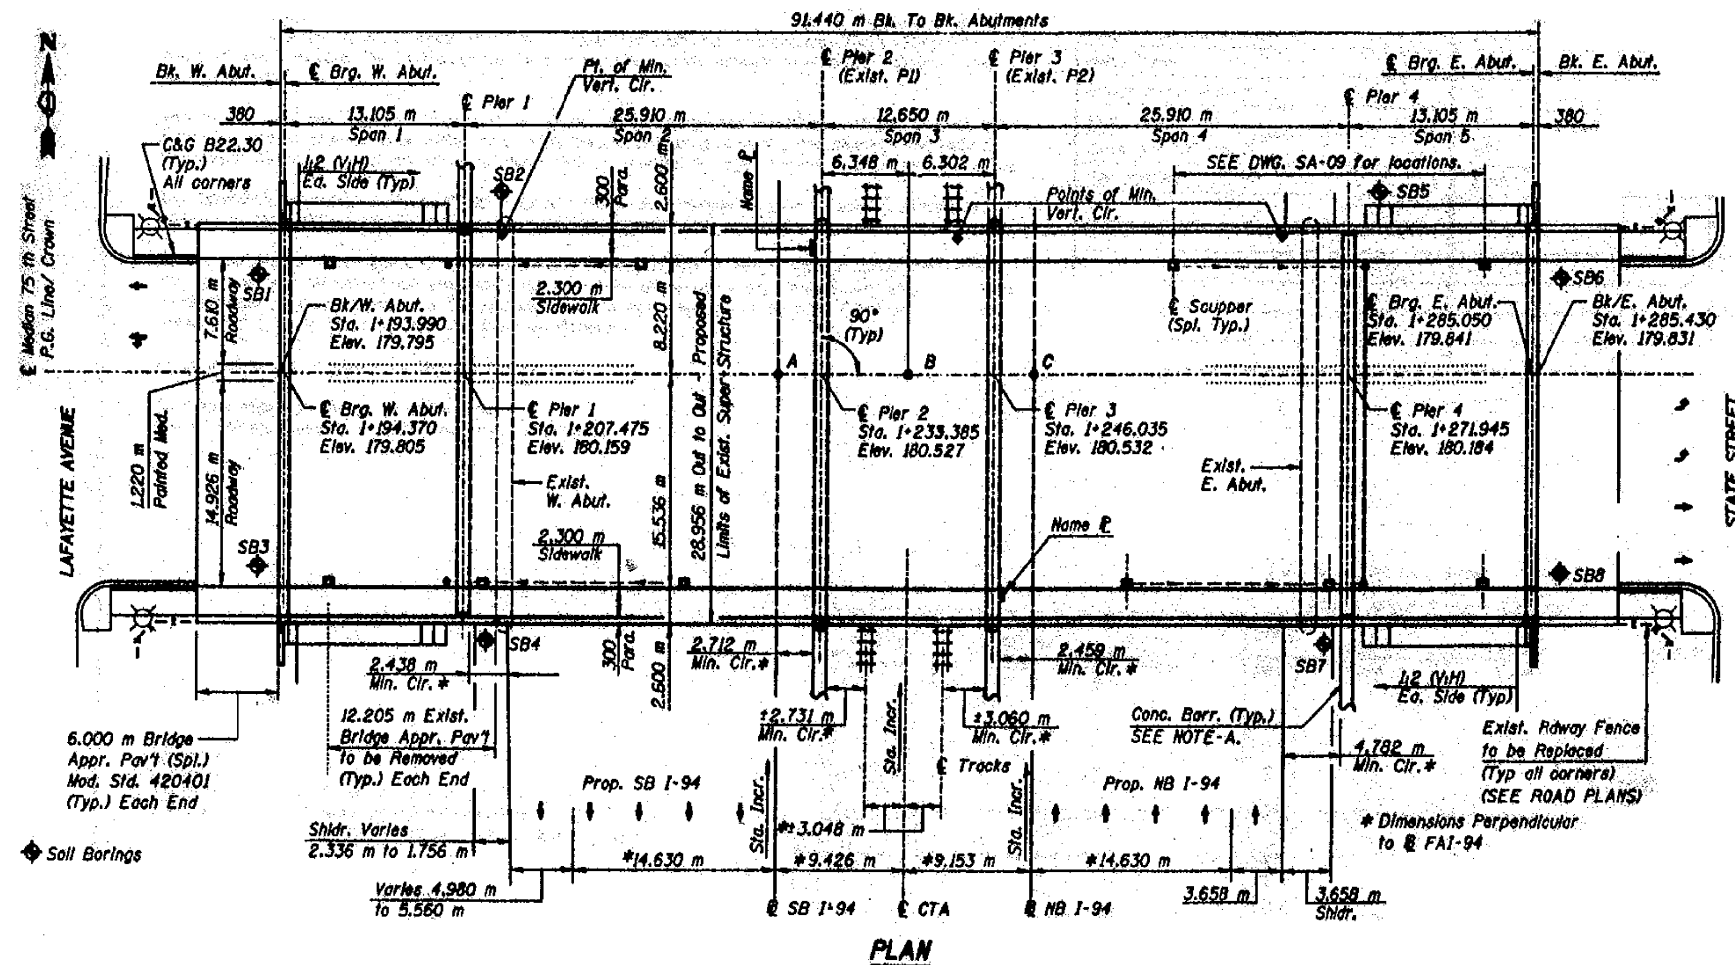 91.440 m Bk. To Bk. Abutments
N
Bk. W. Abut.
℄ Brg. W. Abut.
Pt. of Min.
Vert. Clr.
℄ Pier 2
(Exist. P1)
℄ Pier 3
(Exist. P2)
℄ Brg. E. Abut.
Bk. E. Abut.
℄ Pier 1
℄ Pier 4
380
13.105 m
Span 1
25.910 m
Span 2
12.650 m
Span 3
25.910 m
Span 4
13.105 m
Span 5
380
C&G B22.30
(Typ.)
All corners
1:2 (V:H)
Ea. Side (Typ)
SB2
300
Para.
2.600 m
Name ℙ
6.348 m
6.302 m
SEE DWG. SA-09 for locations.
Points of Min.
Vert. Clr.
SB5
℄ Median 75 th Street
P.G. Line/ Crown
SB1
7.610 m
Roadway
Bk/W. Abut.
Sta. 1+193.990
Elev. 179.795
2.300 m
Sidewalk
8.220 m
28.956 m Out to Out - Proposed
Limits of Exist. Super-Structure
90°
(Typ)
℄ Scupper
(Spl. Typ.)
℄ Brg. E. Abut.
Sta. 1+285.050
Elev. 179.841
SB6
Bk/E. Abut.
Sta. 1+285.430
Elev. 179.831
A
B
C
LAFAYETTE AVENUE
1.220 m
Painted Med.
14.926 m
Roadway
℄ Brg. W. Abut.
Sta. 1+194.370
Elev. 179.805
℄ Pier 1
Sta. 1+207.475
Elev. 180.159
℄ Pier 2
Sta. 1+233.385
Elev. 180.527
℄ Pier 3
Sta. 1+246.035
Elev. 180.532
℄ Pier 4
Sta. 1+271.945
Elev. 180.184
STATE STREET
Exist.
W. Abut.
15.536 m
Exist.
E. Abut.
SB3
2.300 m
Sidewalk
Name ℙ
SB8
SB4
300
Para.
2.600 m
2.712 m
Min. Clr.*
2.459 m
Min. Clr.*
SB7
2.438 m
Min. Clr.*
1:2 (V:H)
Ea. Side (Typ)
6.000 m Bridge
Appr. Pav't (Spl.)
Mod. Std. 420401
(Typ.) Each End
12.205 m Exist.
Bridge Appr. Pav't
to be Removed
(Typ.) Each End
±2.731 m
Min. Clr.*
Sta. Incr.
±3.060 m
Min. Clr.*
Conc. Barr. (Typ.)
SEE NOTE-A.
4.782 m
Min. Clr.*
Exist. Rdway Fence
to be Replaced
(Typ all corners)
(SEE ROAD PLANS)
℄ Tracks
Prop. SB I-94
Sta. Incr.
Sta. Incr.
Prop. NB I-94
*±3.048 m
* Dimensions Perpendicular
to ℄ FAI-94
Soil Borings
Shldr. Varies
2.336 m to 1.756 m
*14.630 m
*9.426 m
*9.153 m
*14.630 m
Varies 4.980 m
to 5.560 m
3.658 m
3.658 m
Shldr.
SB I-94
℄ CTA
NB I-94
PLAN